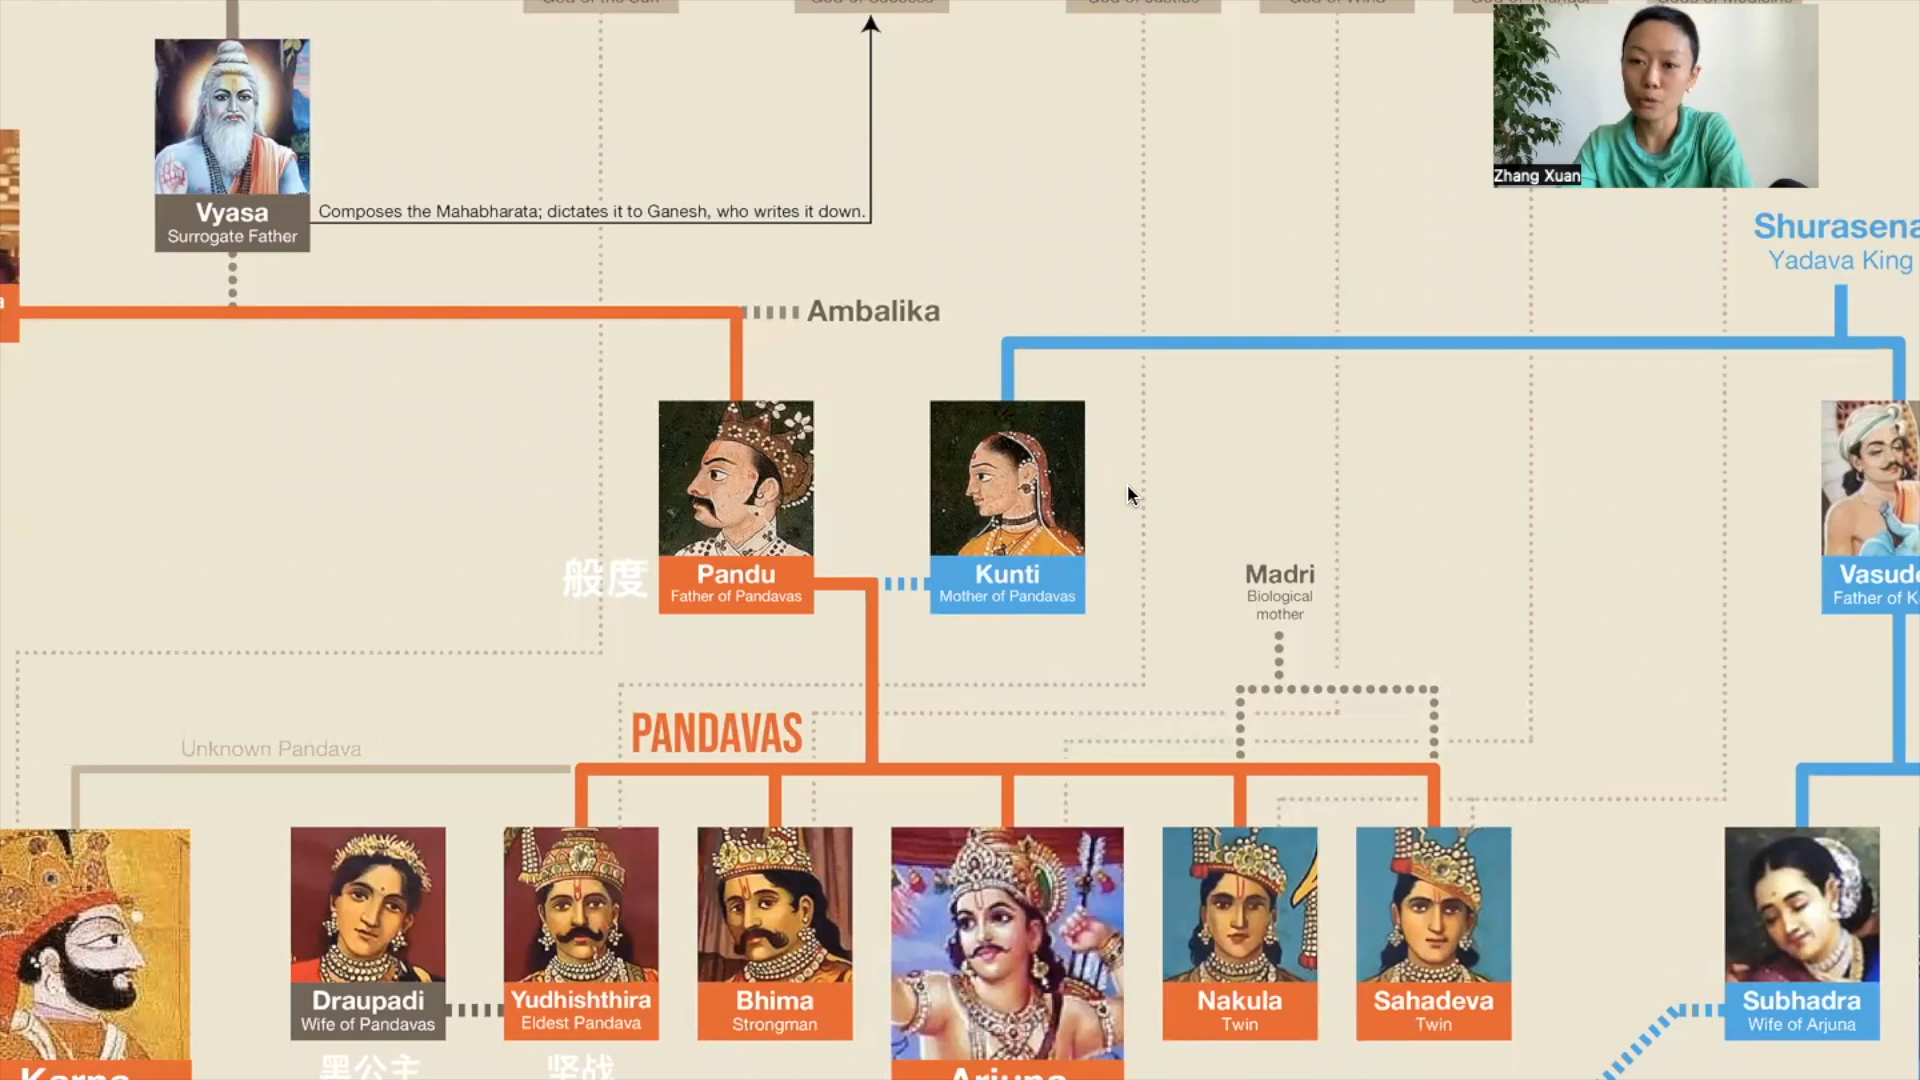 God of the Sun
God of Success
God of Justice
God of Wind
God of Thunder
Gods of Medicine
Zhang Xuan
Vyasa
Surrogate Father
Composes the Mahabharata; dictates it to Ganesh, who writes it down.
Shurasena
Yadava King
Ambalika
般度
Pandu
Father of Pandavas
Kunti
Mother of Pandavas
Madri
Biological
mother
Vasude
Father of K
PANDAVAS
Unknown Pandava
Draupadi
Wife of Pandavas
Yudhishthira
Eldest Pandava
Bhima
Strongman
Nakula
Twin
Sahadeva
Twin
Subhadra
Wife of Arjuna
黑公主
坚战
Karna
Arjuna